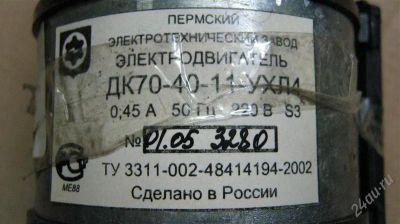 ПЕРМСКИЙ
ЭЛЕКТРОТЕХНИЧЕСКИЙ ЗАВОД
ЭЛЕКТРОДВИГАТЕЛЬ
ДК70-40-11-УХЛ4
0,45 А 50 Гц 220 В S3
№ 01.05 3280
ТУ 3311-002-48414194-2002
МЕ88
Сделано в России
24au.ru